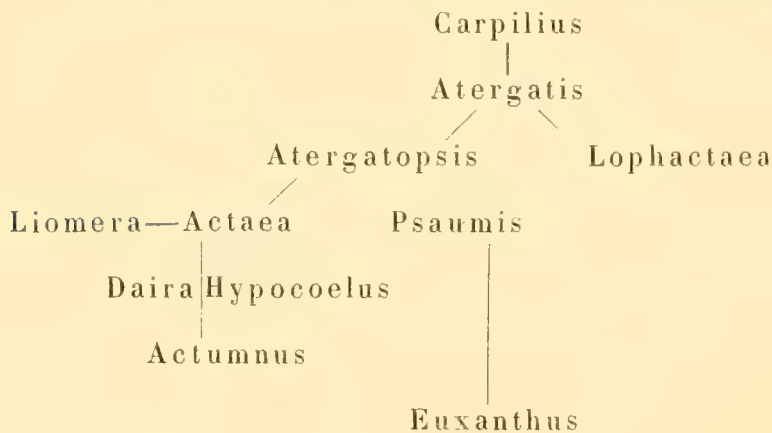 Carpilius
Atergatis
Atergatopsis Lophactaea
Liomera—Actaea Psaumis
Daira Hypocoelus
Actumnus
Euxanthus